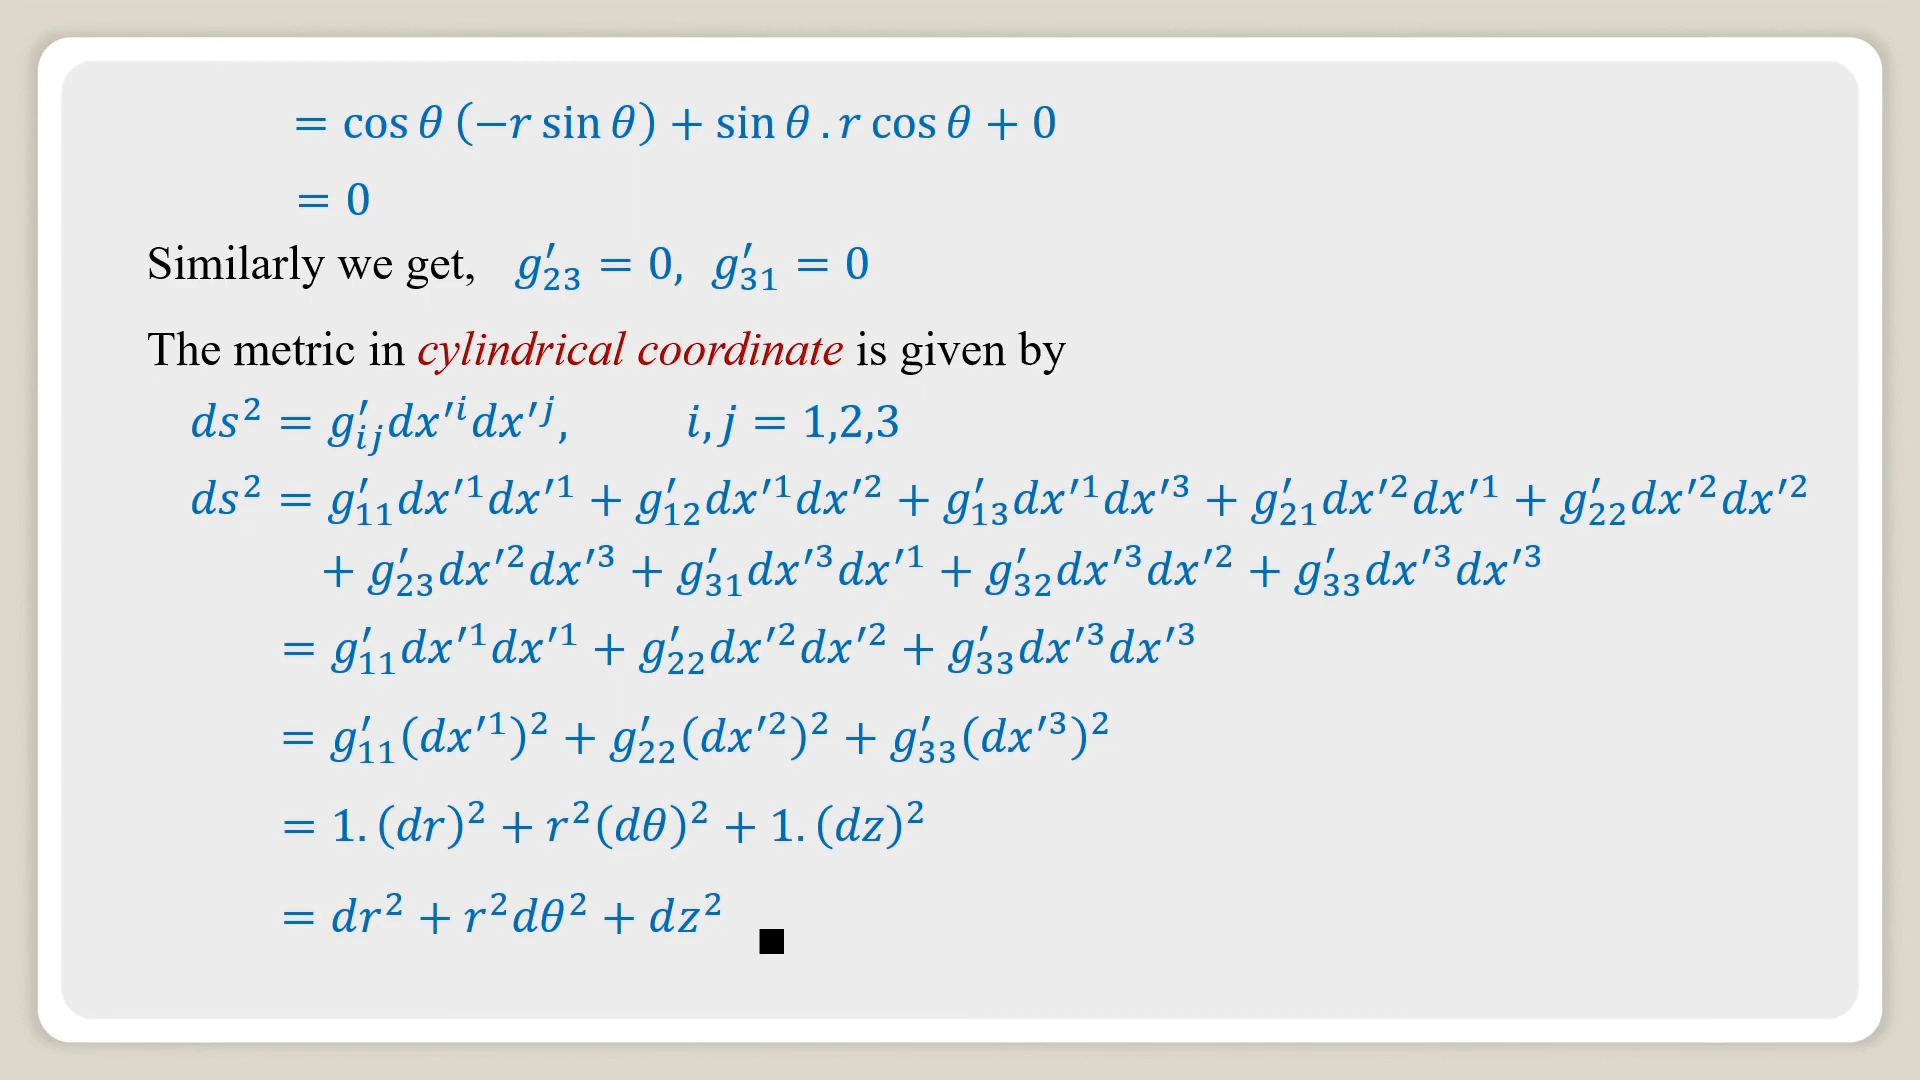 = cos θ (−r sin θ) + sin θ . r cos θ + 0
= 0
Similarly we get, g′₂₃ = 0, g′₃₁ = 0
The metric in cylindrical coordinate is given by
ds² = g′ᵢⱼdx′ⁱdx′ʲ, i, j = 1,2,3
ds² = g′₁₁dx′¹dx′¹ + g′₁₂dx′¹dx′² + g′₁₃dx′¹dx′³ + g′₂₁dx′²dx′¹ + g′₂₂dx′²dx′²
+ g′₂₃dx′²dx′³ + g′₃₁dx′³dx′¹ + g′₃₂dx′³dx′² + g′₃₃dx′³dx′³
= g′₁₁dx′¹dx′¹ + g′₂₂dx′²dx′² + g′₃₃dx′³dx′³
= g′₁₁(dx′¹)² + g′₂₂(dx′²)² + g′₃₃(dx′³)²
= 1. (dr)² + r²(dθ)² + 1. (dz)²
= dr² + r²dθ² + dz² ■